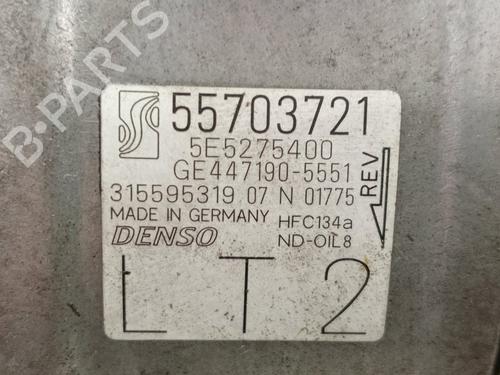 55703721
5E5275400
GE447190-5551
315595319 07 N 01775
MADE IN GERMANY
HFC134a
DENSO
ND-OIL8
REV
LT2
B-PARTS